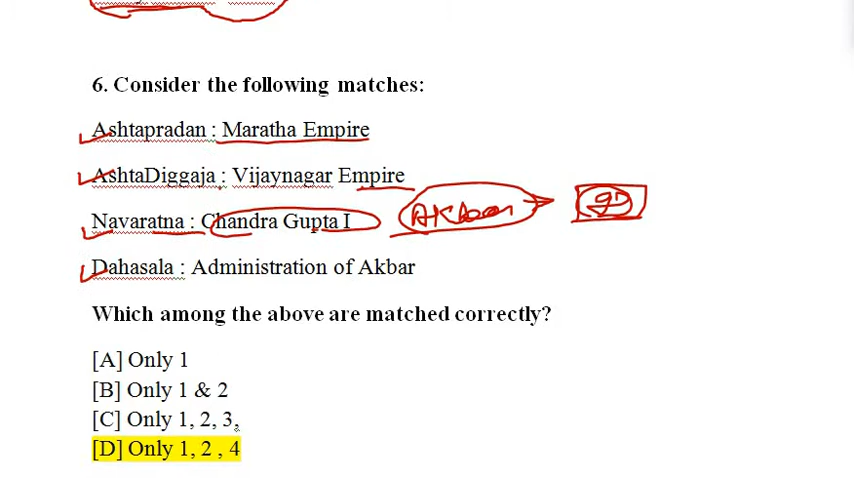 6. Consider the following matches:
Ashtapradan : Maratha Empire
AshtaDiggaja : Vijaynagar Empire
Navaratna : Chandra Gupta I AKbar
Dahasala : Administration of Akbar
Which among the above are matched correctly?
[A] Only 1
[B] Only 1 & 2
[C] Only 1, 2, 3,
[D] Only 1, 2 , 4